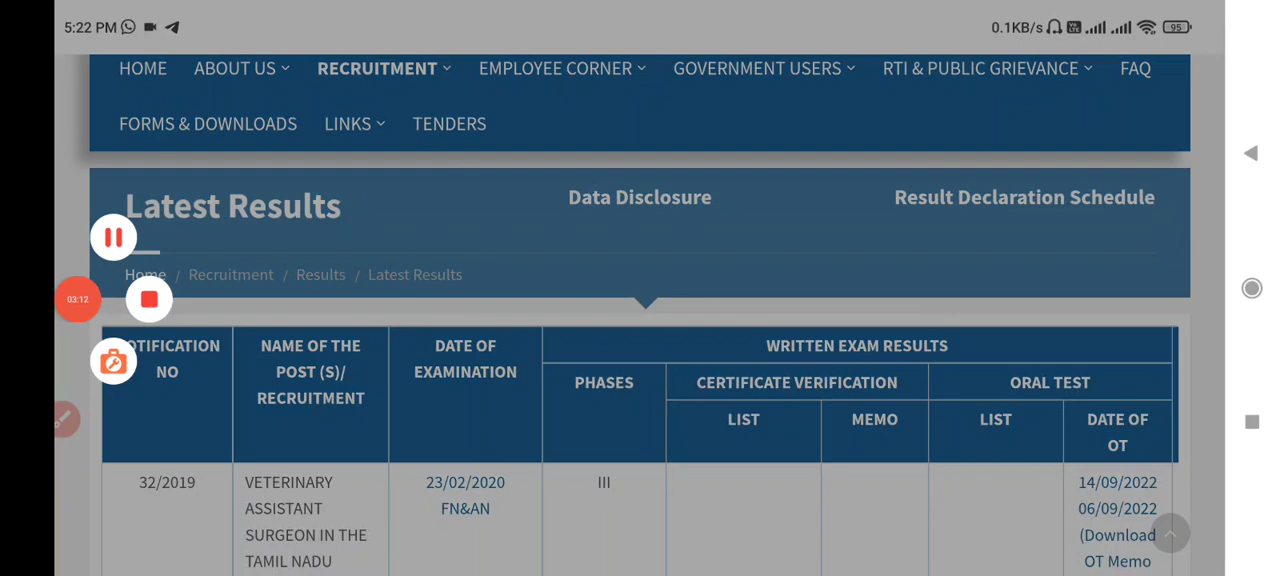 5:22 PM
0.1KB/s
95
HOME ABOUT US RECRUITMENT EMPLOYEE CORNER GOVERNMENT USERS RTI & PUBLIC GRIEVANCE FAQ
FORMS & DOWNLOADS LINKS TENDERS
Latest Results
Data Disclosure
Result Declaration Schedule
Home / Recruitment / Results / Latest Results
03:12
OTIFICATION
NO
NAME OF THE
POST (S)/
RECRUITMENT
DATE OF
EXAMINATION
WRITTEN EXAM RESULTS
PHASES
CERTIFICATE VERIFICATION
ORAL TEST
LIST
MEMO
LIST
DATE OF
OT
32/2019
VETERINARY
ASSISTANT
SURGEON IN THE
TAMIL NADU
23/02/2020
FN&AN
III
14/09/2022
06/09/2022
(Download
OT Memo